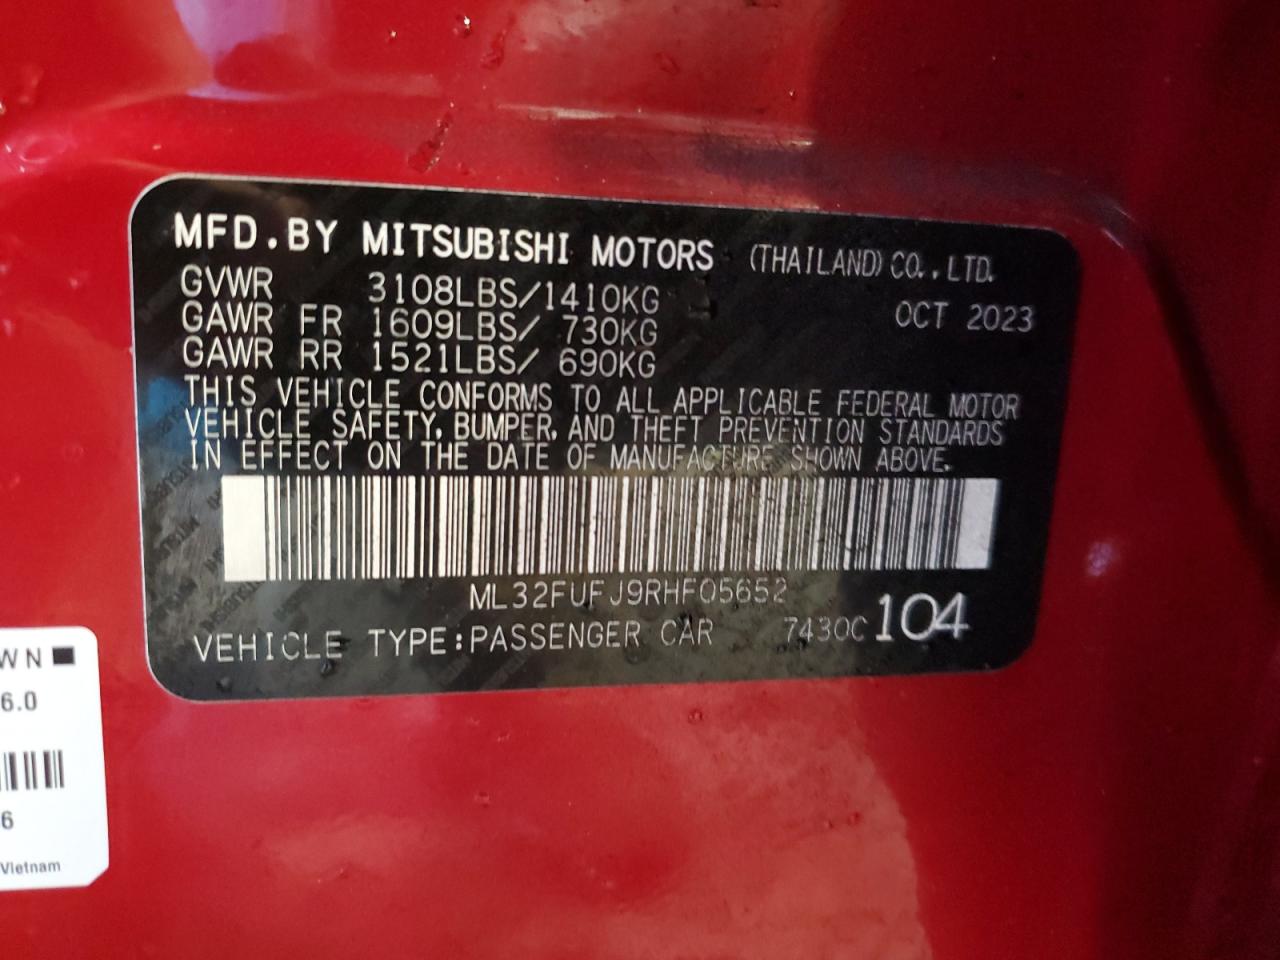 MFD.BY MITSUBISHI MOTORS (THAILAND) CO.,LTD.
GVWR 3108LBS/1410KG OCT 2023
GAWR FR 1609LBS/ 730KG
GAWR RR 1521LBS/ 690KG
THIS VEHICLE CONFORMS TO ALL APPLICABLE FEDERAL MOTOR
VEHICLE SAFETY, BUMPER, AND THEFT PREVENTION STANDARDS
IN EFFECT ON THE DATE OF MANUFACTURE SHOWN ABOVE.
ML32FUFJ9RHF05652
VEHICLE TYPE:PASSENGER CAR 7430C 104
WN
6.0
6
Vietnam